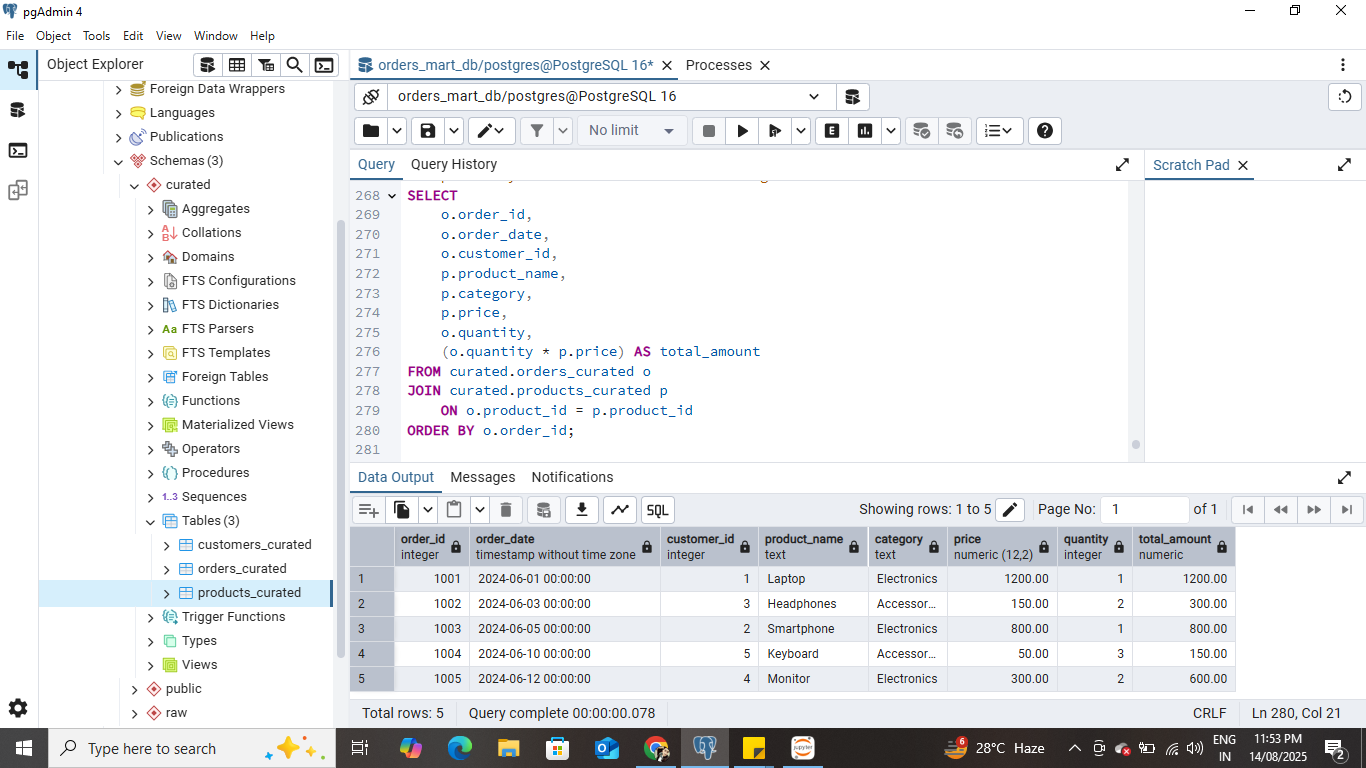 pgAdmin 4
File Object Tools Edit View Window Help
Object Explorer
orders_mart_db/postgres@PostgreSQL 16*
Processes
orders_mart_db/postgres@PostgreSQL 16
No limit
E
Query
Query History
Scratch Pad
Foreign Data Wrappers
Languages
Publications
Schemas (3)
curated
Aggregates
Collations
Domains
FTS Configurations
FTS Dictionaries
Aa FTS Parsers
FTS Templates
Foreign Tables
Functions
Materialized Views
Operators
Procedures
1..3 Sequences
Tables (3)
customers_curated
orders_curated
products_curated
Trigger Functions
Types
Views
public
raw
268 SELECT
269 o.order_id,
270 o.order_date,
271 o.customer_id,
272 p.product_name,
273 p.category,
274 p.price,
275 o.quantity,
276 (o.quantity * p.price) AS total_amount
277 FROM curated.orders_curated o
278 JOIN curated.products_curated p
279 ON o.product_id = p.product_id
280 ORDER BY o.order_id;
281
Data Output Messages Notifications
SQL
Showing rows: 1 to 5
Page No: 1 of 1
order_id order_date customer_id product_name category price quantity total_amount
integer timestamp without time zone integer text text numeric (12,2) integer numeric
1 1001 2024-06-01 00:00:00 1 Laptop Electronics 1200.00 1 1200.00
2 1002 2024-06-03 00:00:00 3 Headphones Accessor... 150.00 2 300.00
3 1003 2024-06-05 00:00:00 2 Smartphone Electronics 800.00 1 800.00
4 1004 2024-06-10 00:00:00 5 Keyboard Accessor... 50.00 3 150.00
5 1005 2024-06-12 00:00:00 4 Monitor Electronics 300.00 2 600.00
Total rows: 5
Query complete 00:00:00.078
CRLF
Ln 280, Col 21
Type here to search
6
28°C Haze
ENG
IN
11:53 PM
14/08/2025
2